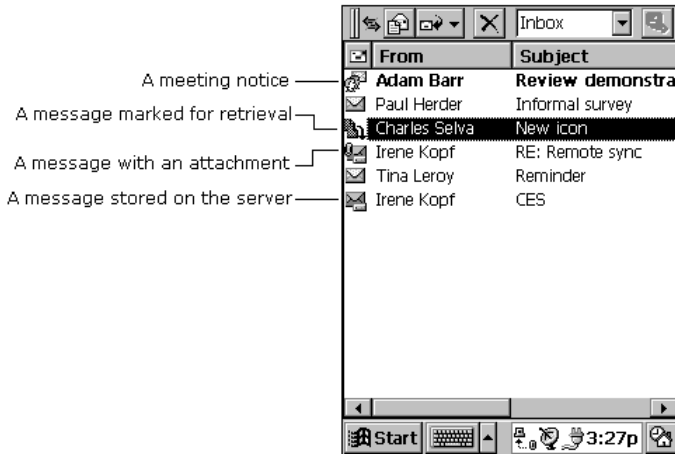 Inbox
From Subject
A meeting notice Adam Barr Review demonstra
Paul Herder Informal survey
A message marked for retrieval Charles Selva New icon
A message with an attachment Irene Kopf RE: Remote sync
Tina Leroy Reminder
A message stored on the server Irene Kopf CES
Start 3:27p